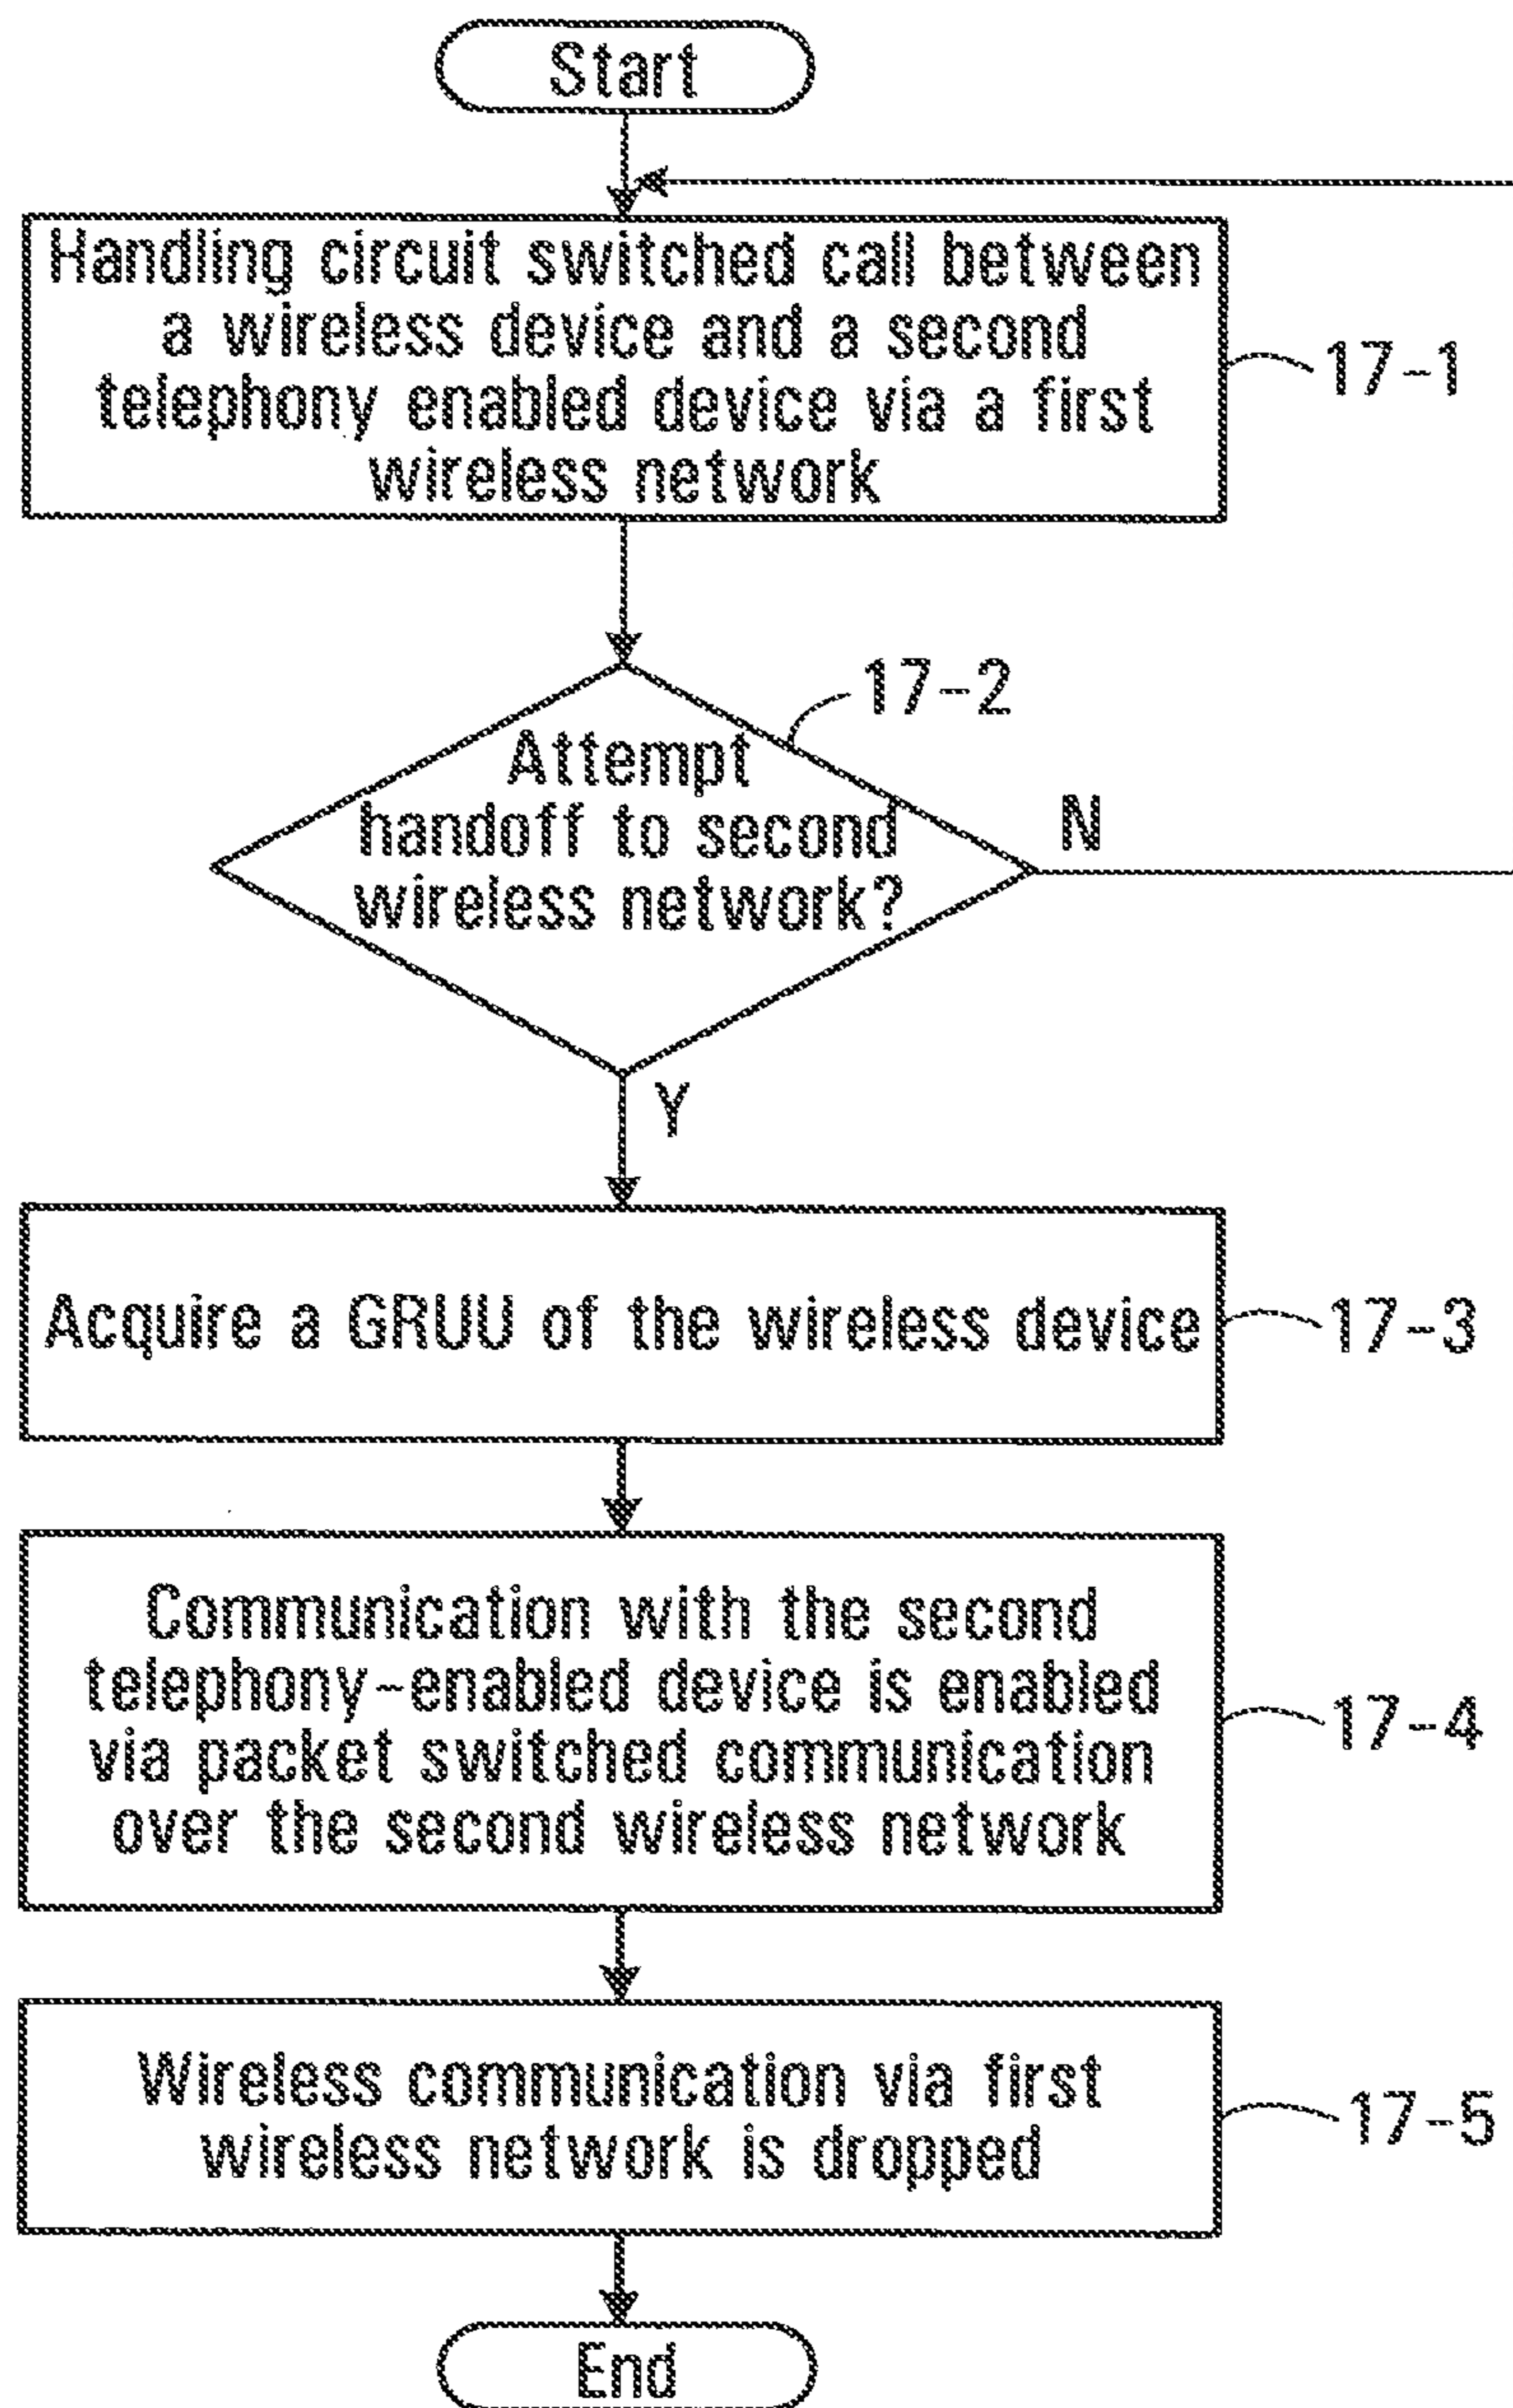 Start
Handling circuit switched call between
a wireless device and a second
telephony enabled device via a first
wireless network
17-1
17-2
Attempt
handoff to second
wireless network?
N
Y
Acquire a GRUU of the wireless device
17-3
Communication with the second
telephony-enabled device is enabled
via packet switched communication
over the second wireless network
17-4
Wireless communication via first
wireless network is dropped
17-5
End